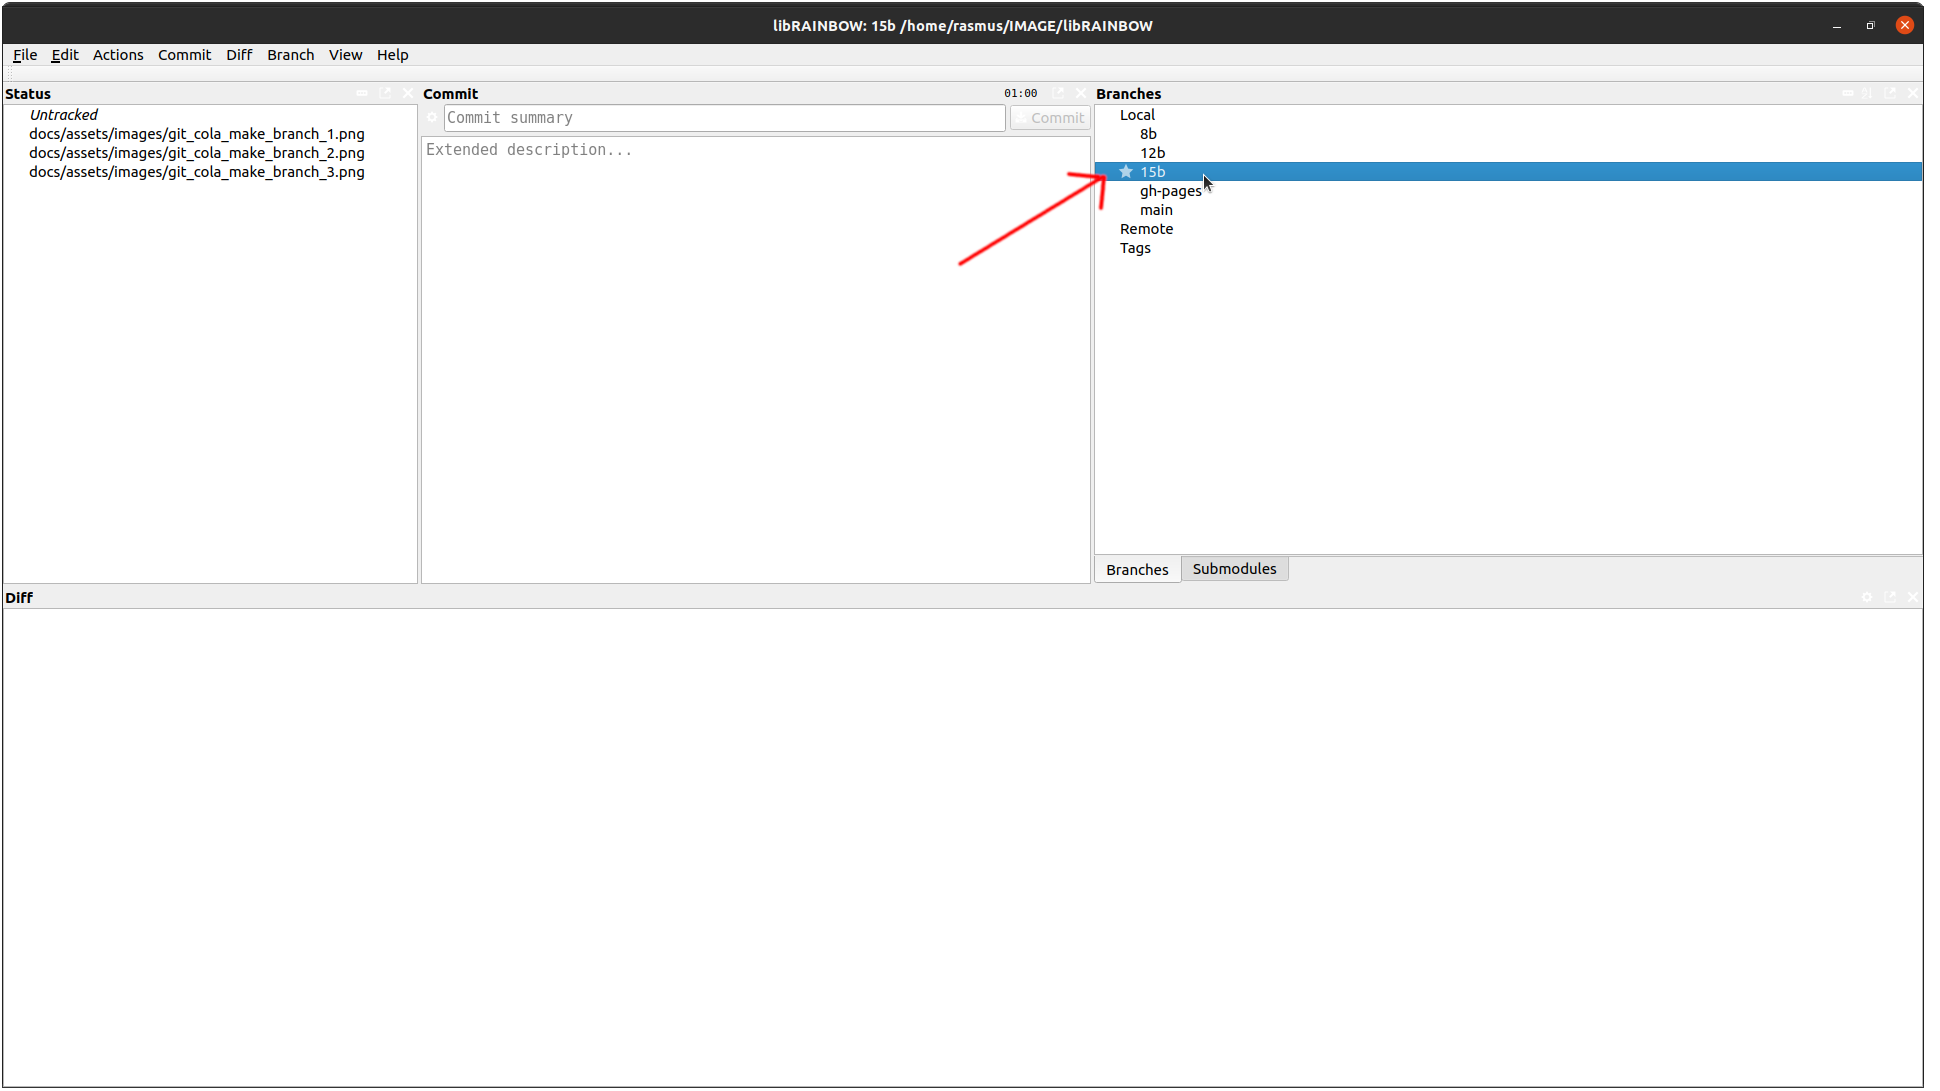 libRAINBOW: 15b /home/rasmus/IMAGE/libRAINBOW
File Edit Actions Commit Diff Branch View Help
Status
Untracked
docs/assets/images/git_cola_make_branch_1.png
docs/assets/images/git_cola_make_branch_2.png
docs/assets/images/git_cola_make_branch_3.png
Commit 01:00
Commit summary Commit
Extended description...
Branches
Local
8b
12b
15b
gh-pages
main
Remote
Tags
Branches Submodules
Diff